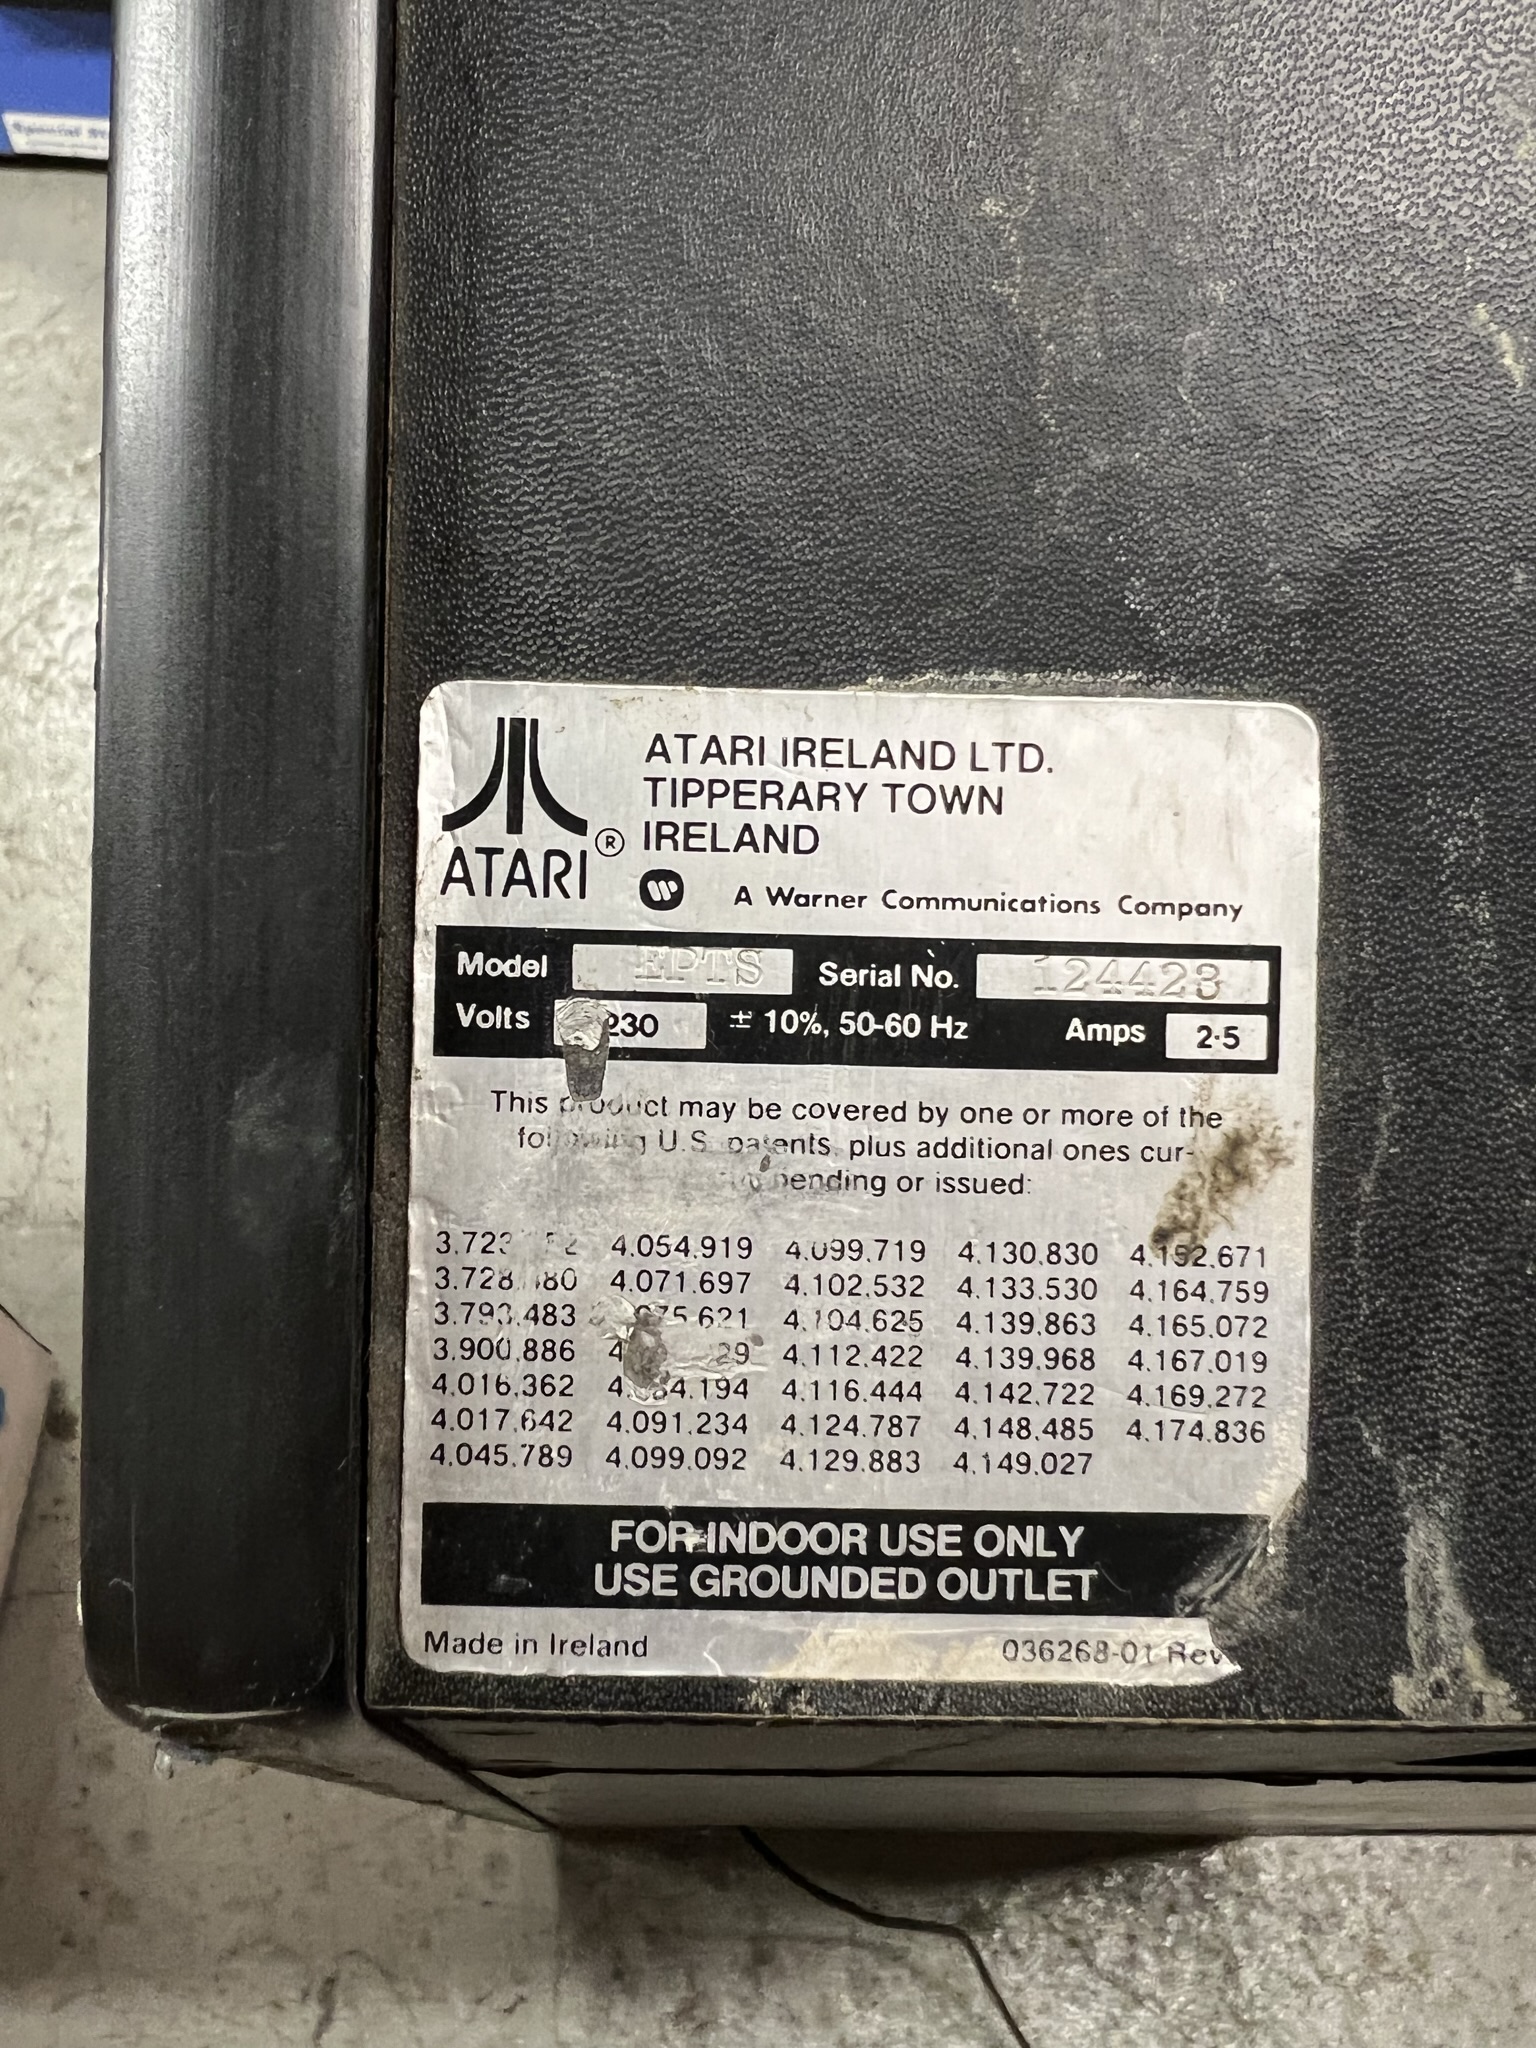 Special
ATARI IRELAND LTD.
TIPPERARY TOWN
IRELAND
ATARI®
A Warner Communications Company
Model EPTS Serial No. 124423
Volts 230 ± 10%, 50-60 Hz Amps 2·5
This product may be covered by one or more of the
following U.S. patents, plus additional ones cur-
pending or issued:
4.054.919 4.099.719 4.130.830 4.152.671
3.728.480 4.071.697 4.102.532 4.133.530 4.164.759
3.793.483 4.104.625 4.139.863 4.165.072
3.900.886 4.112.422 4.139.968 4.167.019
4.016.362 4.116.444 4.142.722 4.169.272
4.017.642 4.091.234 4.124.787 4.148.485 4.174.836
4.045.789 4.099.092 4.129.883 4.149.027
FOR INDOOR USE ONLY
USE GROUNDED OUTLET
Made in Ireland 036268-01 Rev